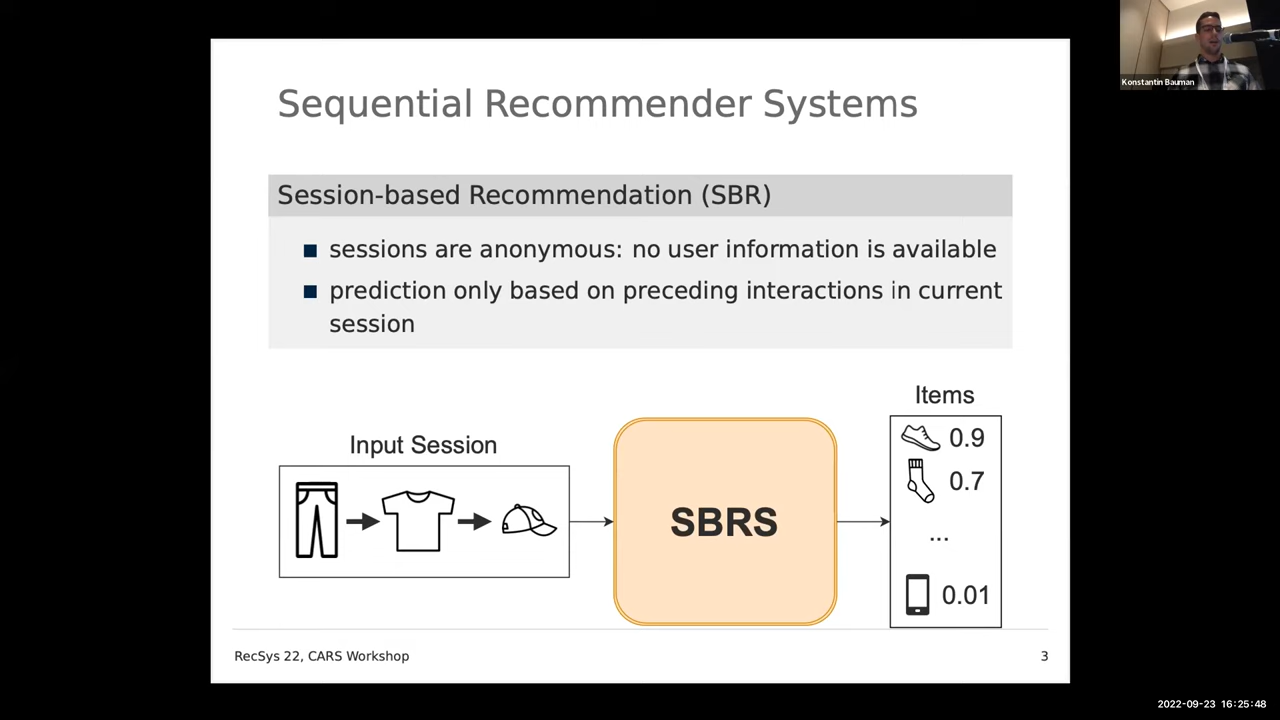 Konstantin Bauman
Sequential Recommender Systems
Session-based Recommendation (SBR)
sessions are anonymous: no user information is available
prediction only based on preceding interactions in current
session
Input Session
SBRS
Items
0.9
0.7
...
0.01
RecSys 22, CARS Workshop
3
2022-09-23 16:25:48